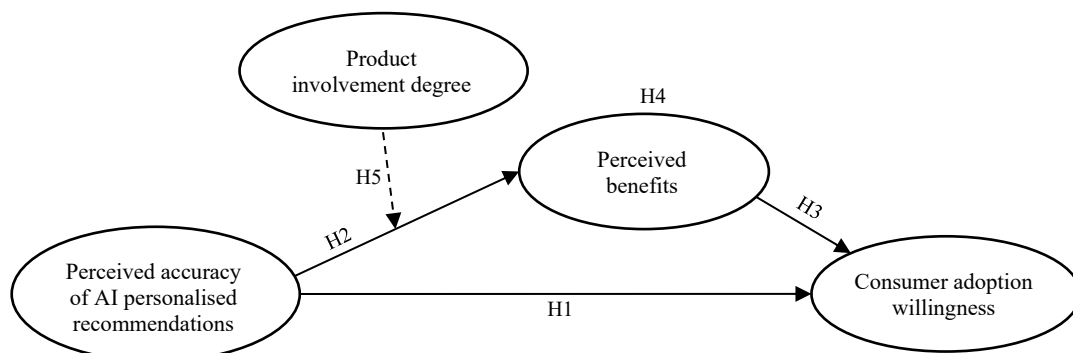 Product
involvement degree
H4
Perceived
benefits
H5
H3
H2
Perceived accuracy
of AI personalised
recommendations
Consumer adoption
willingness
H1